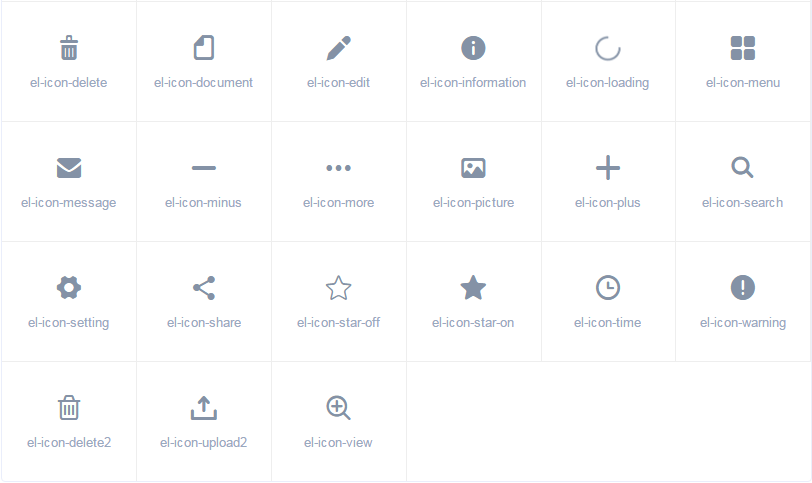 el-icon-delete
el-icon-document
el-icon-edit
el-icon-information
el-icon-loading
el-icon-menu
el-icon-message
el-icon-minus
el-icon-more
el-icon-picture
el-icon-plus
el-icon-search
el-icon-setting
el-icon-share
el-icon-star-off
el-icon-star-on
el-icon-time
el-icon-warning
el-icon-delete2
el-icon-upload2
el-icon-view